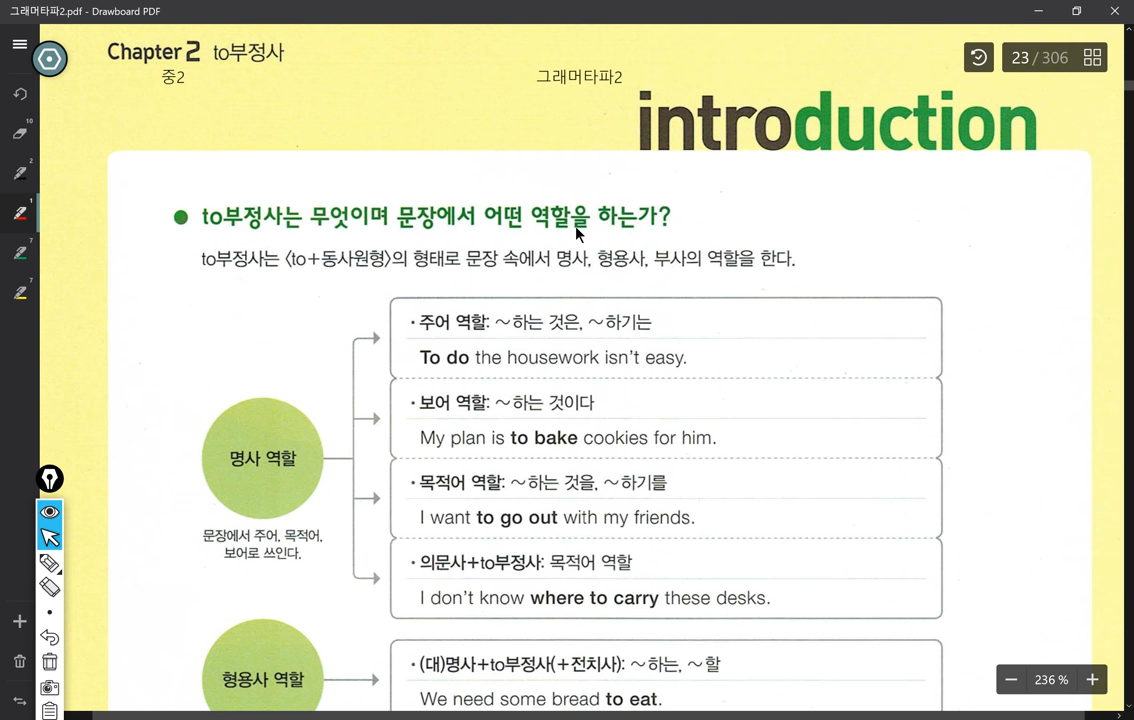 그래머타파2.pdf - Drawboard PDF
Chapter 2 to부정사
중2
그래머타파2
23 / 306
introduction
10
2
1
7
7
● to부정사는 무엇이며 문장에서 어떤 역할을 하는가?
to부정사는 〈to+동사원형〉의 형태로 문장 속에서 명사, 형용사, 부사의 역할을 한다.
명사 역할
문장에서 주어, 목적어,
보어로 쓰인다.
· 주어 역할: ~하는 것은, ~하기는
To do the housework isn't easy.
· 보어 역할: ~하는 것이다
My plan is to bake cookies for him.
· 목적어 역할: ~하는 것을, ~하기를
I want to go out with my friends.
· 의문사+to부정사: 목적어 역할
I don't know where to carry these desks.
형용사 역할
· (대)명사+to부정사(+전치사): ~하는, ~할
We need some bread to eat.
236 %